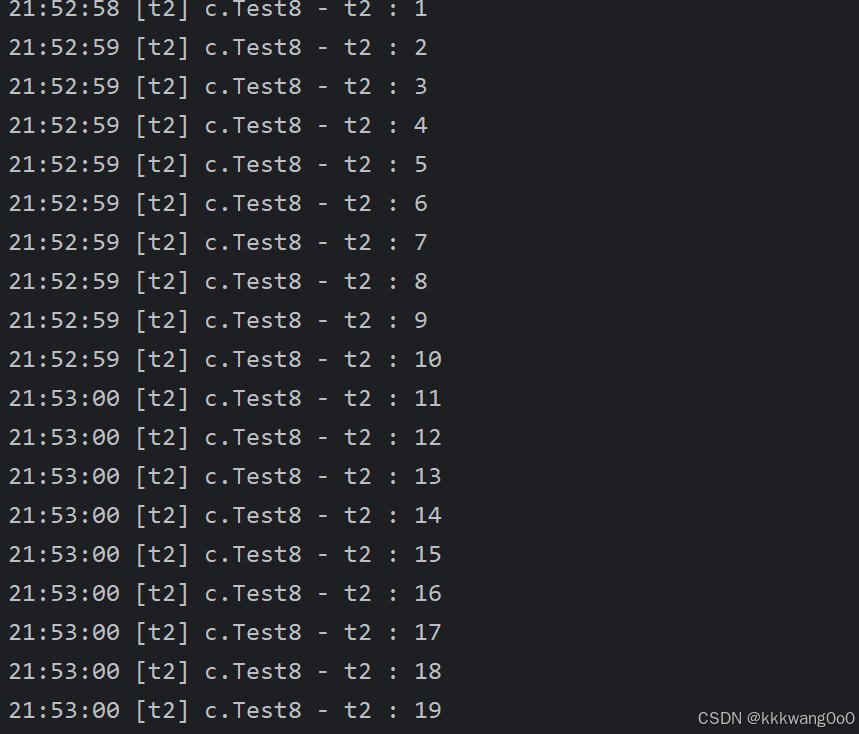 21:52:58 [t2] c.Test8 - t2 : 1
21:52:59 [t2] c.Test8 - t2 : 2
21:52:59 [t2] c.Test8 - t2 : 3
21:52:59 [t2] c.Test8 - t2 : 4
21:52:59 [t2] c.Test8 - t2 : 5
21:52:59 [t2] c.Test8 - t2 : 6
21:52:59 [t2] c.Test8 - t2 : 7
21:52:59 [t2] c.Test8 - t2 : 8
21:52:59 [t2] c.Test8 - t2 : 9
21:52:59 [t2] c.Test8 - t2 : 10
21:53:00 [t2] c.Test8 - t2 : 11
21:53:00 [t2] c.Test8 - t2 : 12
21:53:00 [t2] c.Test8 - t2 : 13
21:53:00 [t2] c.Test8 - t2 : 14
21:53:00 [t2] c.Test8 - t2 : 15
21:53:00 [t2] c.Test8 - t2 : 16
21:53:00 [t2] c.Test8 - t2 : 17
21:53:00 [t2] c.Test8 - t2 : 18
21:53:00 [t2] c.Test8 - t2 : 19
CSDN @kkkwang0o0